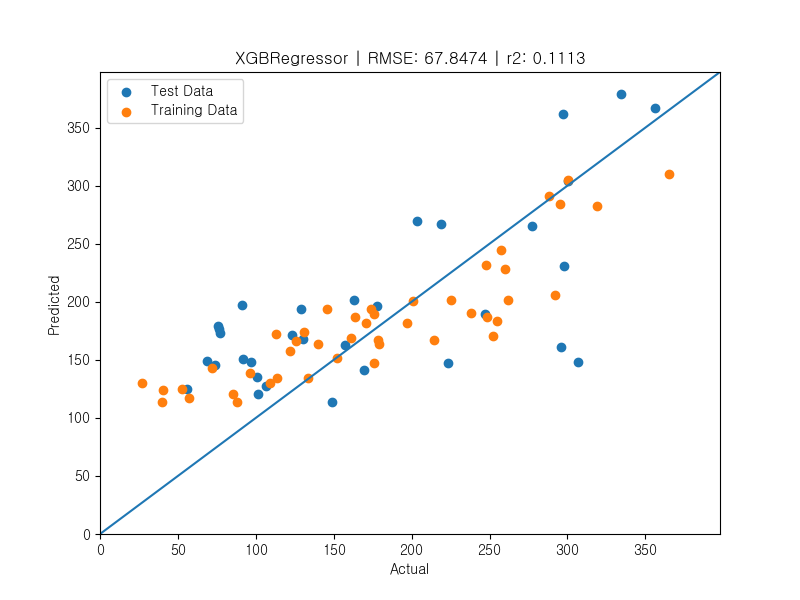 XGBRegressor | RMSE: 67.8474 | r2: 0.1113
Test Data
Training Data
350
300
250
200
150
100
50
0
Predicted
0 50 100 150 200 250 300 350
Actual